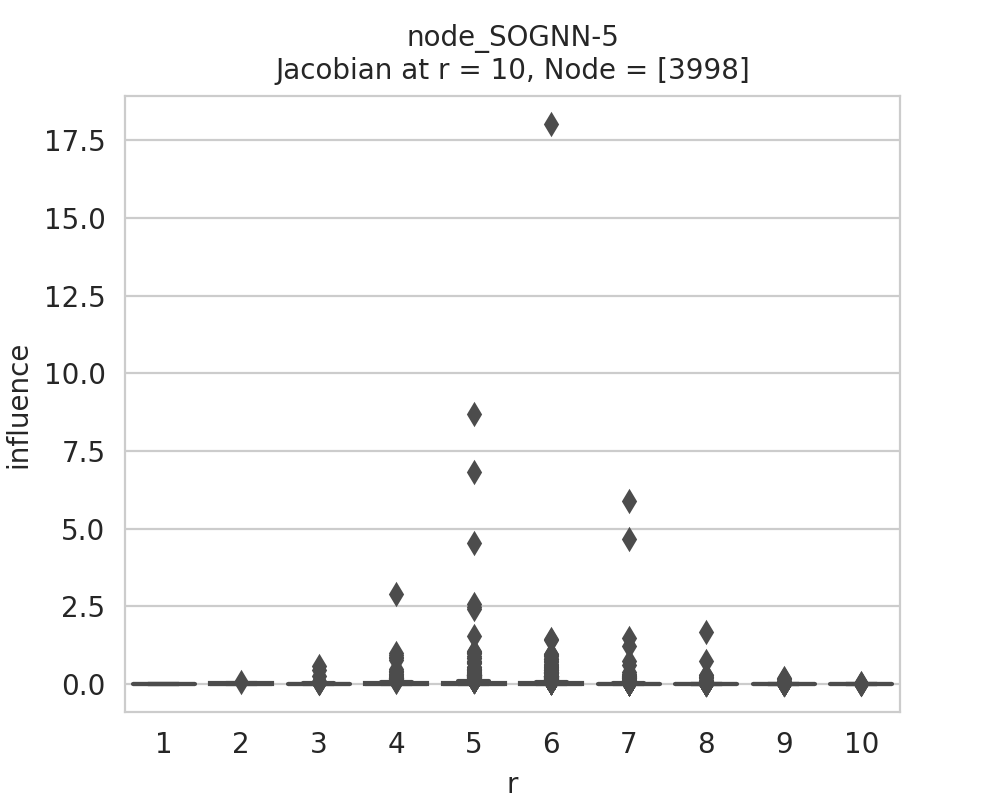 node_SOGNN-5
Jacobian at r = 10, Node = [3998]
17.5
15.0
12.5
10.0
7.5
5.0
2.5
0.0
influence
1 2 3 4 5 6 7 8 9 10
r